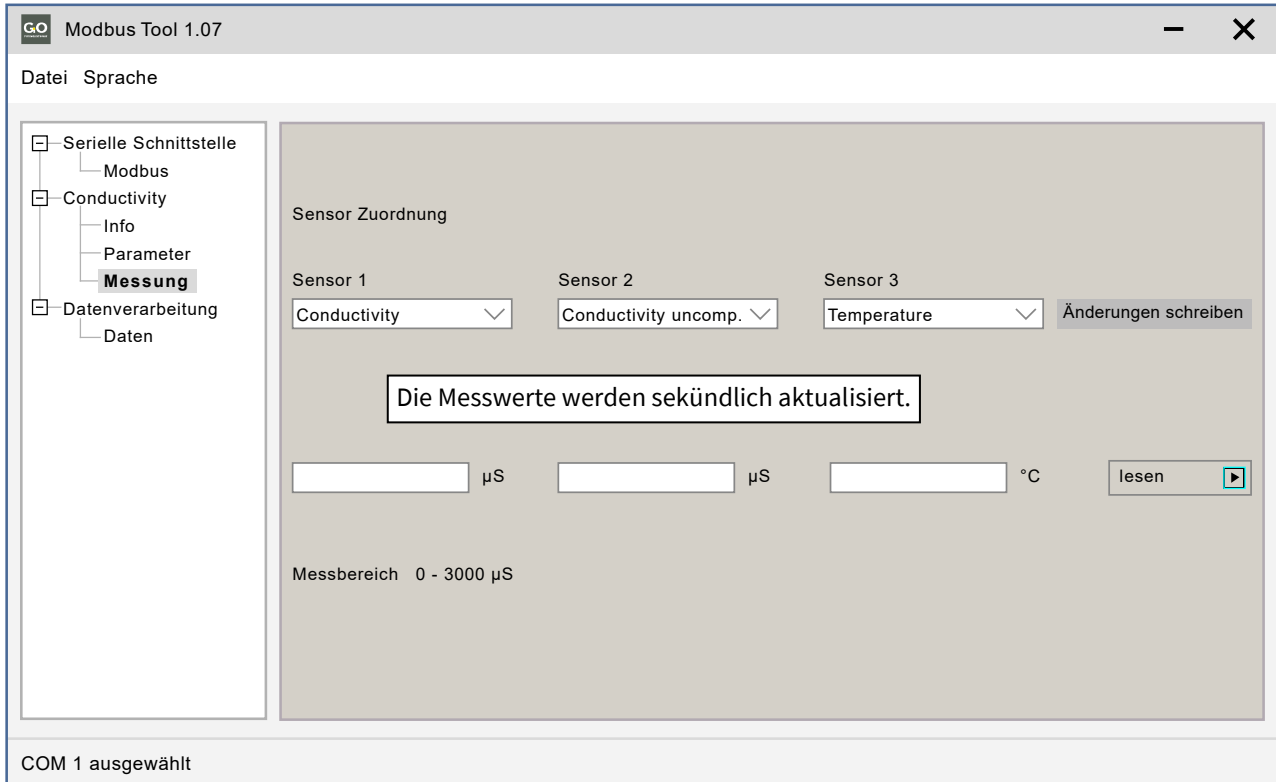 GO Modbus Tool 1.07
Datei Sprache
Serielle Schnittstelle
Modbus
Conductivity
Info
Parameter
Messung
Datenverarbeitung
Daten
Sensor Zuordnung
Sensor 1 Sensor 2 Sensor 3
Conductivity Conductivity uncomp. Temperature Änderungen schreiben
Die Messwerte werden sekündlich aktualisiert.
µS µS °C lesen
Messbereich 0 - 3000 µS
COM 1 ausgewählt